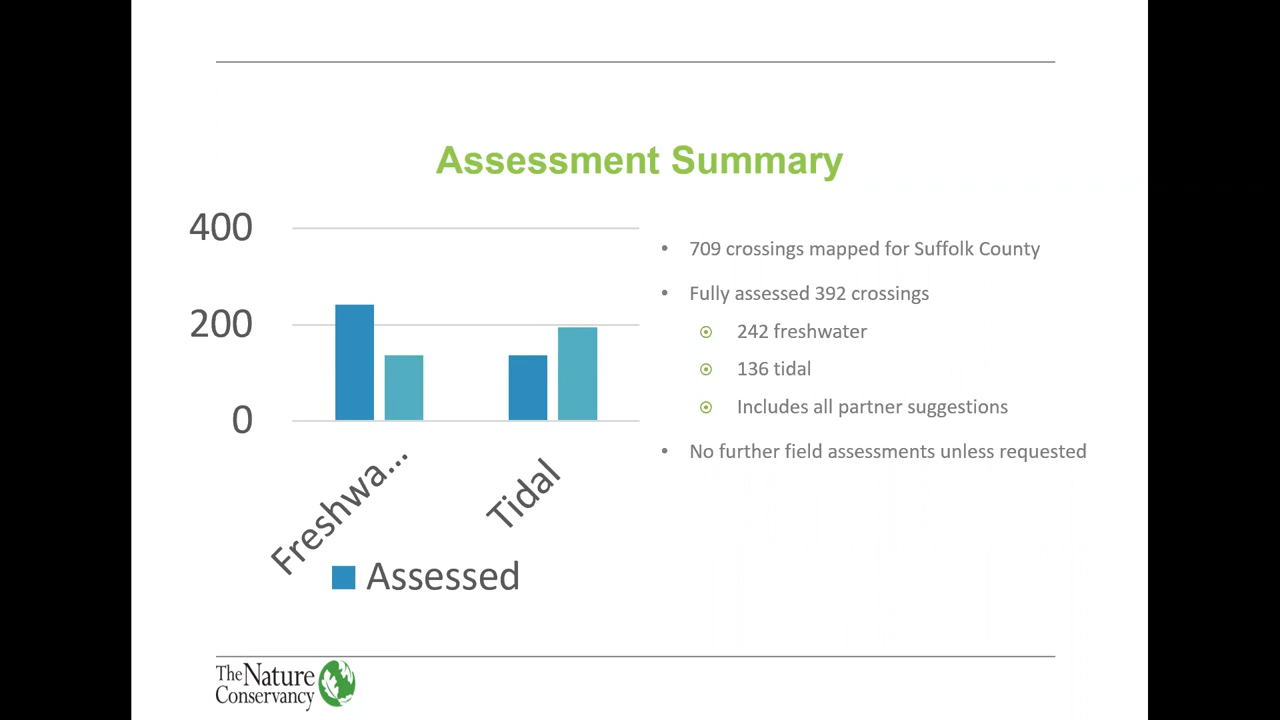 Assessment Summary
400
200
0
Freshwa...
Tidal
Assessed
• 709 crossings mapped for Suffolk County
• Fully assessed 392 crossings
242 freshwater
136 tidal
Includes all partner suggestions
• No further field assessments unless requested
The Nature
Conservancy